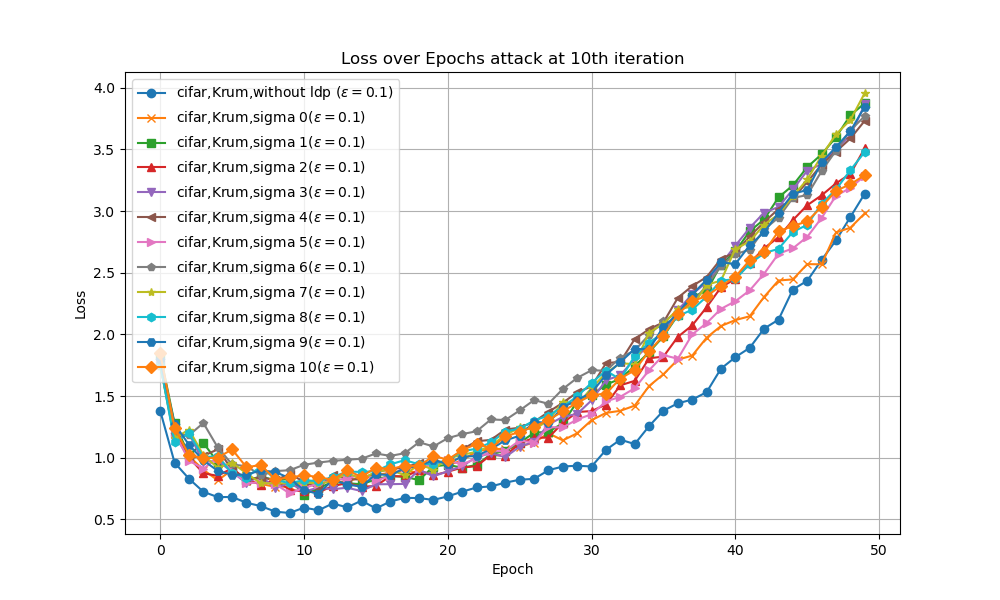 Loss over Epochs attack at 10th iteration
cifar,Krum,without ldp (ε = 0.1)
cifar,Krum,sigma 0(ε = 0.1)
cifar,Krum,sigma 1(ε = 0.1)
cifar,Krum,sigma 2(ε = 0.1)
cifar,Krum,sigma 3(ε = 0.1)
cifar,Krum,sigma 4(ε = 0.1)
cifar,Krum,sigma 5(ε = 0.1)
cifar,Krum,sigma 6(ε = 0.1)
cifar,Krum,sigma 7(ε = 0.1)
cifar,Krum,sigma 8(ε = 0.1)
cifar,Krum,sigma 9(ε = 0.1)
cifar,Krum,sigma 10(ε = 0.1)
Loss
4.0
3.5
3.0
2.5
2.0
1.5
1.0
0.5
0 10 20 30 40 50
Epoch